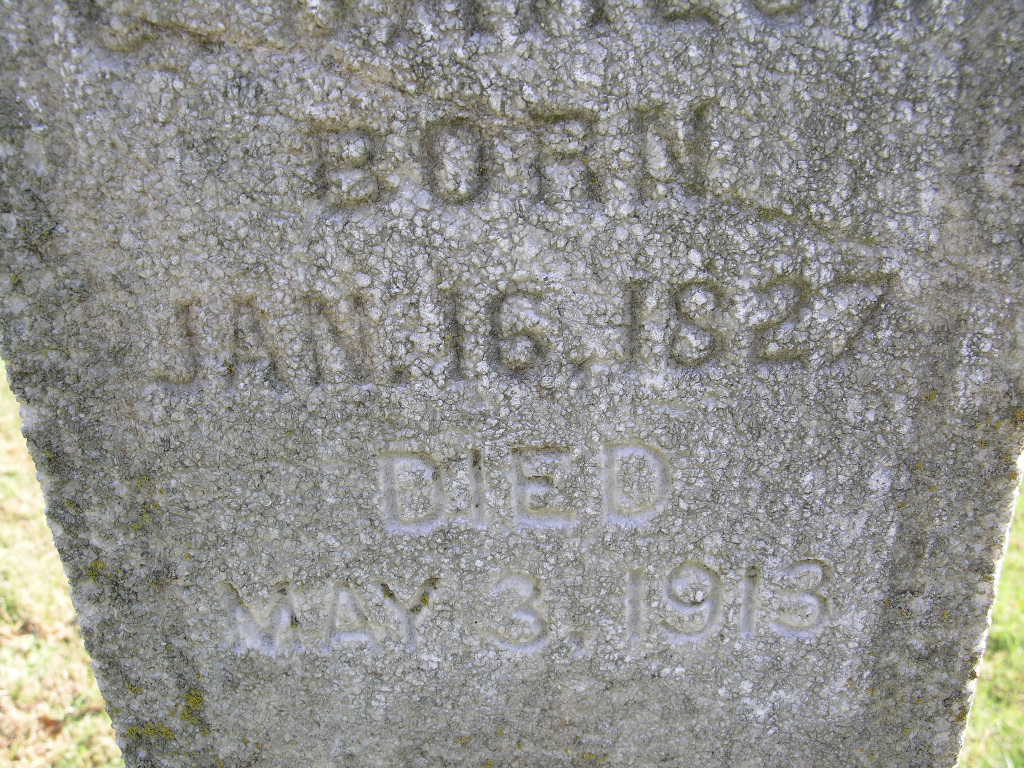 BORN
JAN. 16, 1827
DIED
MAY 3, 1913